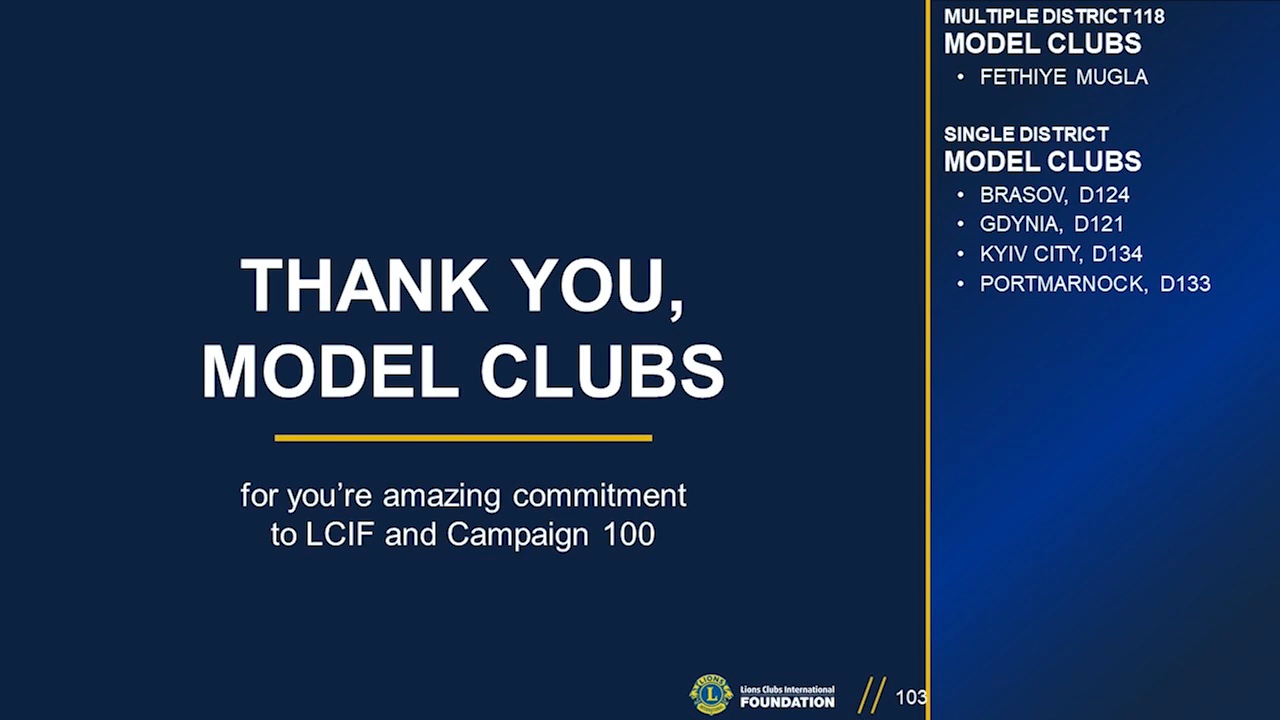 THANK YOU,
MODEL CLUBS
for you’re amazing commitment
to LCIF and Campaign 100
LIONS
L
Lions Clubs International
FOUNDATION
// 103
MULTIPLE DISTRICT 118
MODEL CLUBS
• FETHIYE MUGLA
SINGLE DISTRICT
MODEL CLUBS
• BRASOV, D124
• GDYNIA, D121
• KYIV CITY, D134
• PORTMARNOCK, D133